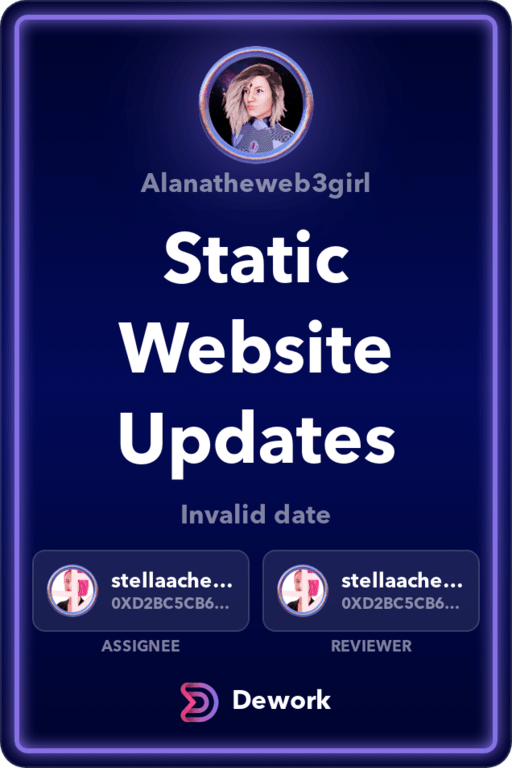 Alanatheweb3girl
Static
Website
Updates
Invalid date
stellaache...
0XD2BC5CB6...
ASSIGNEE
stellaache...
0XD2BC5CB6...
REVIEWER
Dework